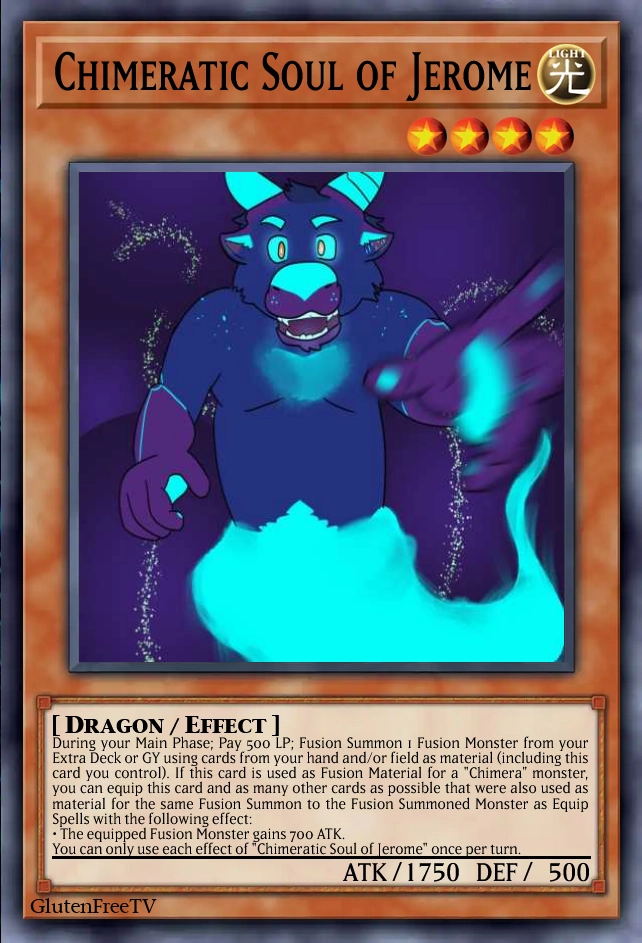 Chimeratic Soul of Jerome
LIGHT
光
[ Dragon / Effect ]
During your Main Phase; Pay 500 LP; Fusion Summon 1 Fusion Monster from your
Extra Deck or GY using cards from your hand and/or field as material (including this
card you control). If this card is used as Fusion Material for a "Chimera" monster,
you can equip this card and as many other cards as possible that were also used as
material for the same Fusion Summon to the Fusion Summoned Monster as Equip
Spells with the following effect:
• The equipped Fusion Monster gains 700 ATK.
You can only use each effect of "Chimeratic Soul of Jerome" once per turn.
ATK / 1750 DEF / 500
GlutenFreeTV